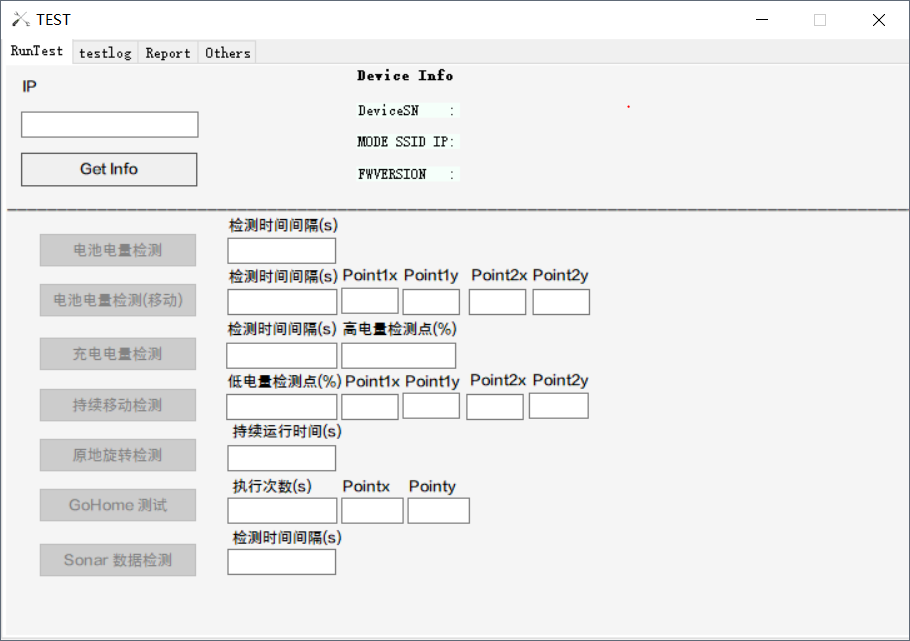 TEST
RunTest testlog Report Others
IP
Device Info
DeviceSN :
MODE SSID IP:
Get Info
FWVERSION :
检测时间间隔(s)
电池电量检测
检测时间间隔(s) Point1x Point1y Point2x Point2y
电池电量检测(移动)
检测时间间隔(s) 高电量检测点(%)
充电电量检测
低电量检测点(%) Point1x Point1y Point2x Point2y
持续移动检测
持续运行时间(s)
原地旋转检测
执行次数(s) Pointx Pointy
GoHome 测试
检测时间间隔(s)
Sonar 数据检测